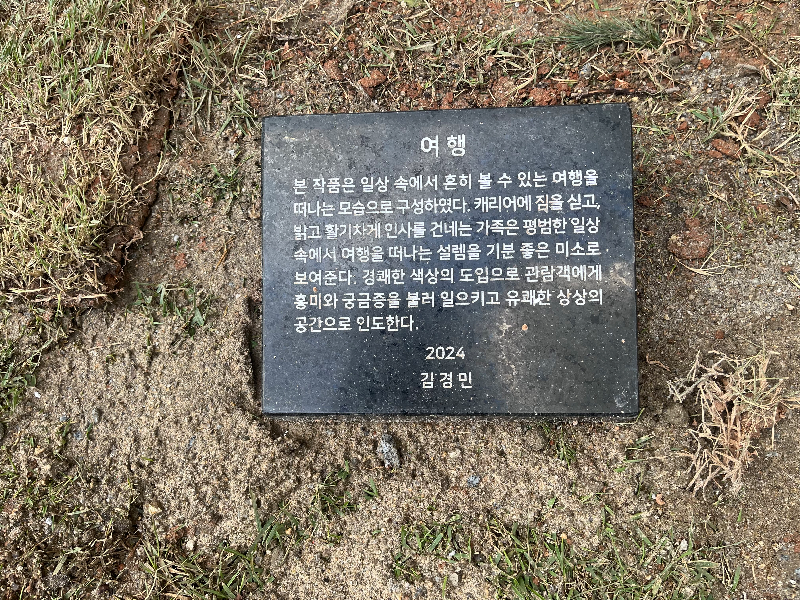 여행
본 작품은 일상 속에서 흔히 볼 수 있는 여행을
떠나는 모습으로 구성하였다. 캐리어에 짐을 싣고,
밝고 활기차게 인사를 건네는 가족은 평범한 일상
속에서 여행을 떠나는 설렘을 기분 좋은 미소로
보여준다. 경쾌한 색상의 도입으로 관람객에게
흥미와 궁금증을 불러 일으키고 유쾌한 상상의
공간으로 인도한다.
2024
김경민